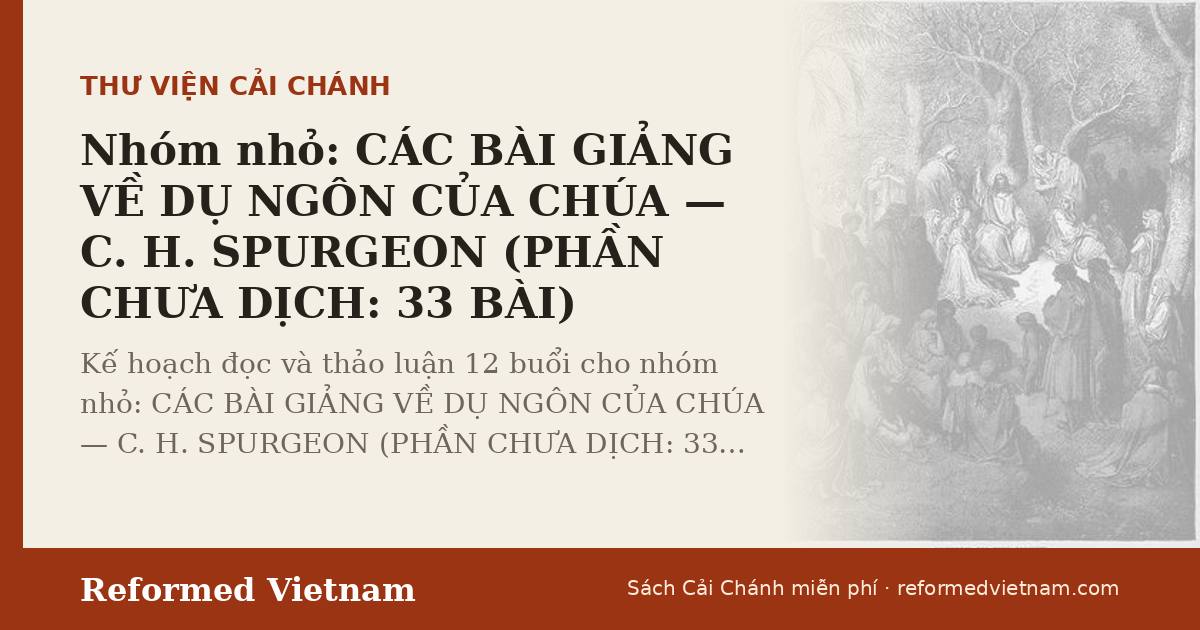 THƯ VIỆN CẢI CHÁNH
Nhóm nhỏ: CÁC BÀI GIẢNG
VỀ DỤ NGÔN CỦA CHÚA —
C. H. SPURGEON (PHẦN
CHƯA DỊCH: 33 BÀI)
Kế hoạch đọc và thảo luận 12 buổi cho nhóm
nhỏ: CÁC BÀI GIẢNG VỀ DỤ NGÔN CỦA CHÚA
— C. H. SPURGEON (PHẦN CHƯA DỊCH: 33...
Reformed Vietnam
Sách Cải Chánh miễn phí · reformedvietnam.com